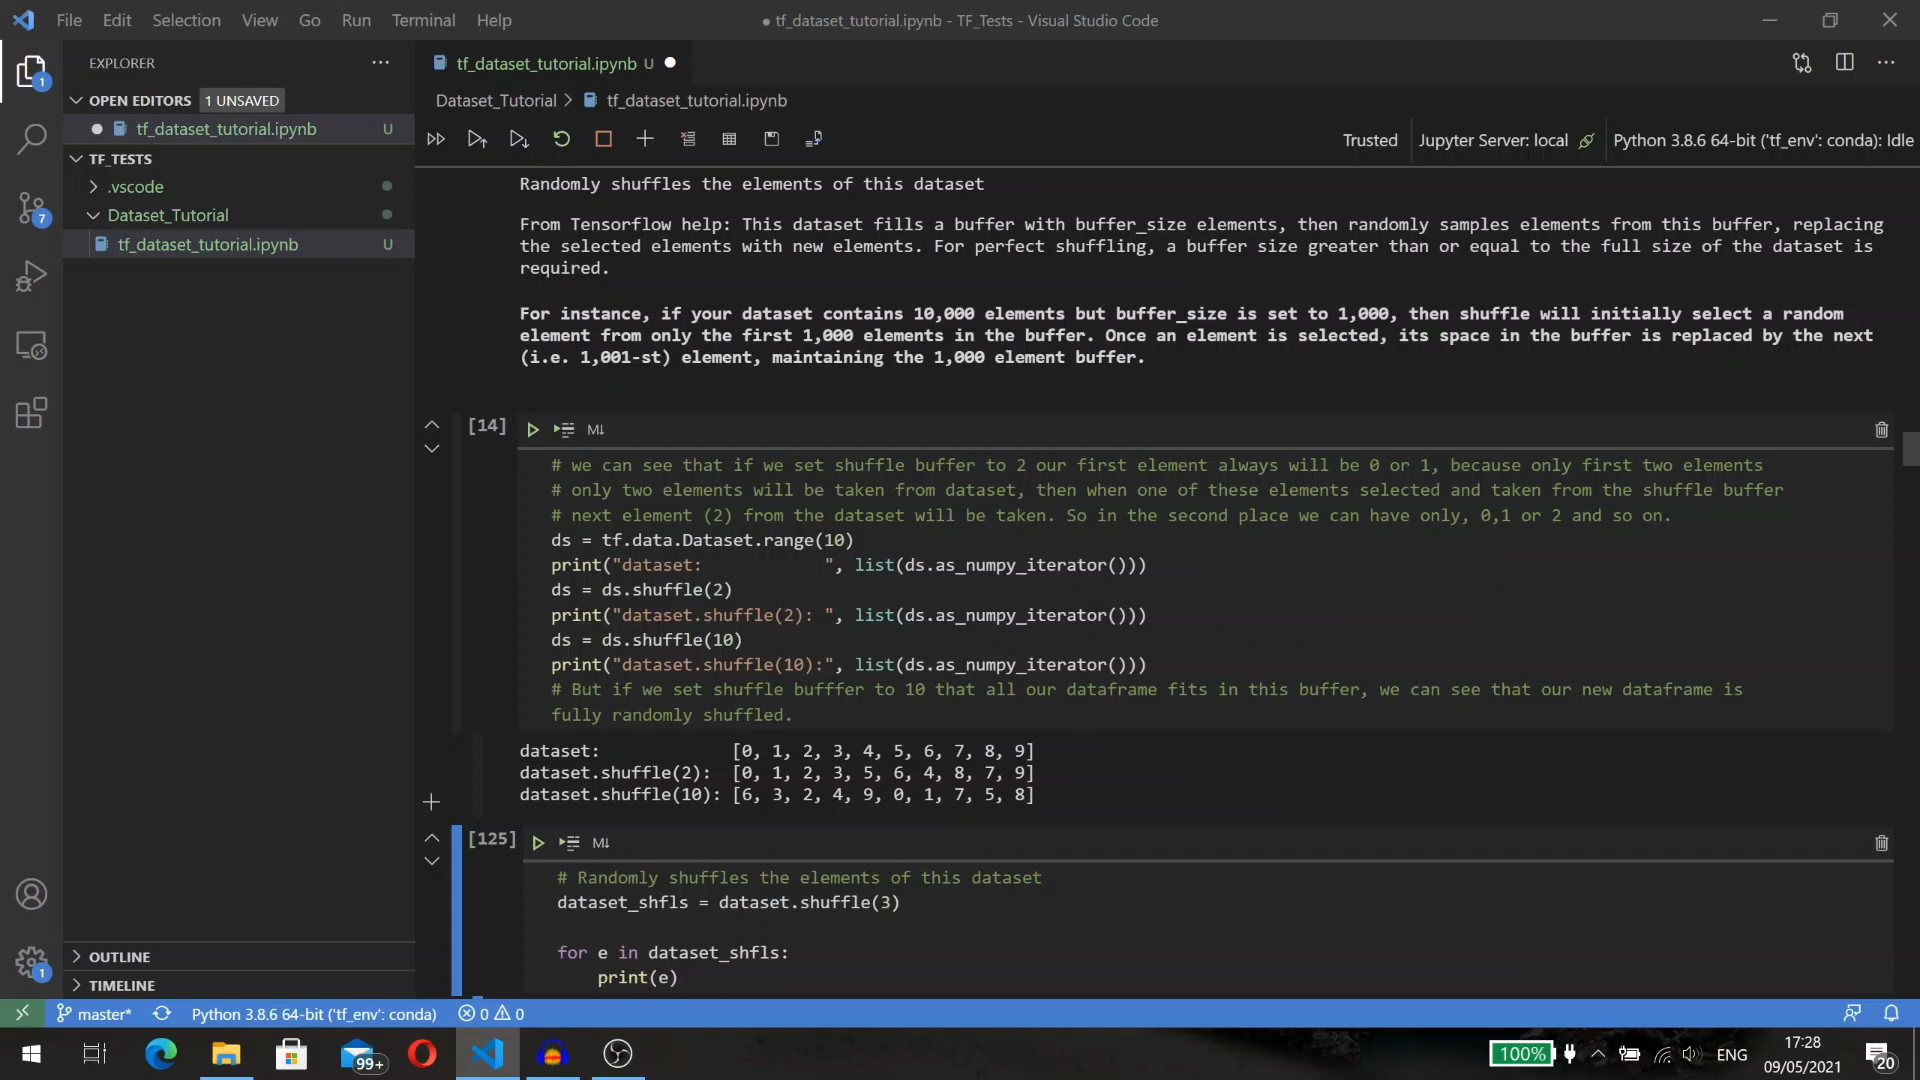 File Edit Selection View Go Run Terminal Help ● tf_dataset_tutorial.ipynb - TF_Tests - Visual Studio Code
EXPLORER
tf_dataset_tutorial.ipynb U
OPEN EDITORS 1 UNSAVED
Dataset_Tutorial > tf_dataset_tutorial.ipynb
tf_dataset_tutorial.ipynb U
Trusted Jupyter Server: local Python 3.8.6 64-bit ('tf_env': conda): Idle
TF_TESTS
.vscode
Dataset_Tutorial
tf_dataset_tutorial.ipynb U
1
7
Randomly shuffles the elements of this dataset
From Tensorflow help: This dataset fills a buffer with buffer_size elements, then randomly samples elements from this buffer, replacing
the selected elements with new elements. For perfect shuffling, a buffer size greater than or equal to the full size of the dataset is
required.
For instance, if your dataset contains 10,000 elements but buffer_size is set to 1,000, then shuffle will initially select a random
element from only the first 1,000 elements in the buffer. Once an element is selected, its space in the buffer is replaced by the next
(i.e. 1,001-st) element, maintaining the 1,000 element buffer.
[14] M↓
# we can see that if we set shuffle buffer to 2 our first element always will be 0 or 1, because only first two elements
# only two elements will be taken from dataset, then when one of these elements selected and taken from the shuffle buffer
# next element (2) from the dataset will be taken. So in the second place we can have only, 0,1 or 2 and so on.
ds = tf.data.Dataset.range(10)
print("dataset:            ", list(ds.as_numpy_iterator()))
ds = ds.shuffle(2)
print("dataset.shuffle(2): ", list(ds.as_numpy_iterator()))
ds = ds.shuffle(10)
print("dataset.shuffle(10):", list(ds.as_numpy_iterator()))
# But if we set shuffle bufffer to 10 that all our dataframe fits in this buffer, we can see that our new dataframe is
fully randomly shuffled.
dataset:             [0, 1, 2, 3, 4, 5, 6, 7, 8, 9]
dataset.shuffle(2):  [0, 1, 2, 3, 5, 6, 4, 8, 7, 9]
dataset.shuffle(10): [6, 3, 2, 4, 9, 0, 1, 7, 5, 8]
[125] M↓
# Randomly shuffles the elements of this dataset
dataset_shfls = dataset.shuffle(3)
for e in dataset_shfls:
    print(e)
OUTLINE
1
TIMELINE
master* Python 3.8.6 64-bit ('tf_env': conda) 0 0
99+
100% ENG
17:28
09/05/2021
20